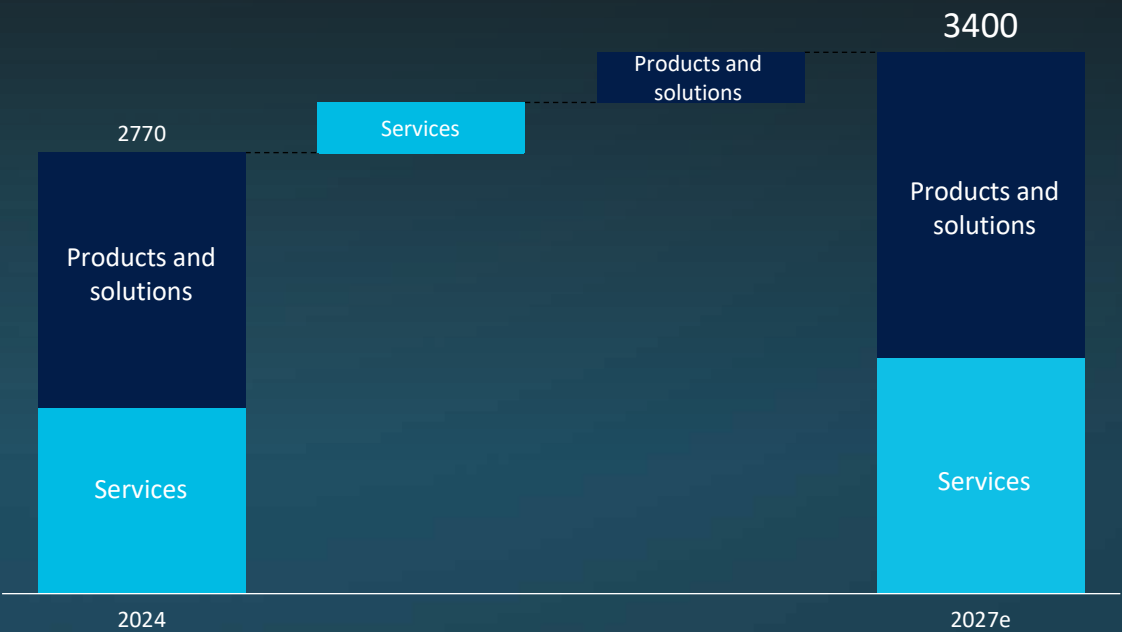 3400
Products and
solutions
Services
2770
Products and
solutions
Products and
solutions
Services
Services
2024
2027e